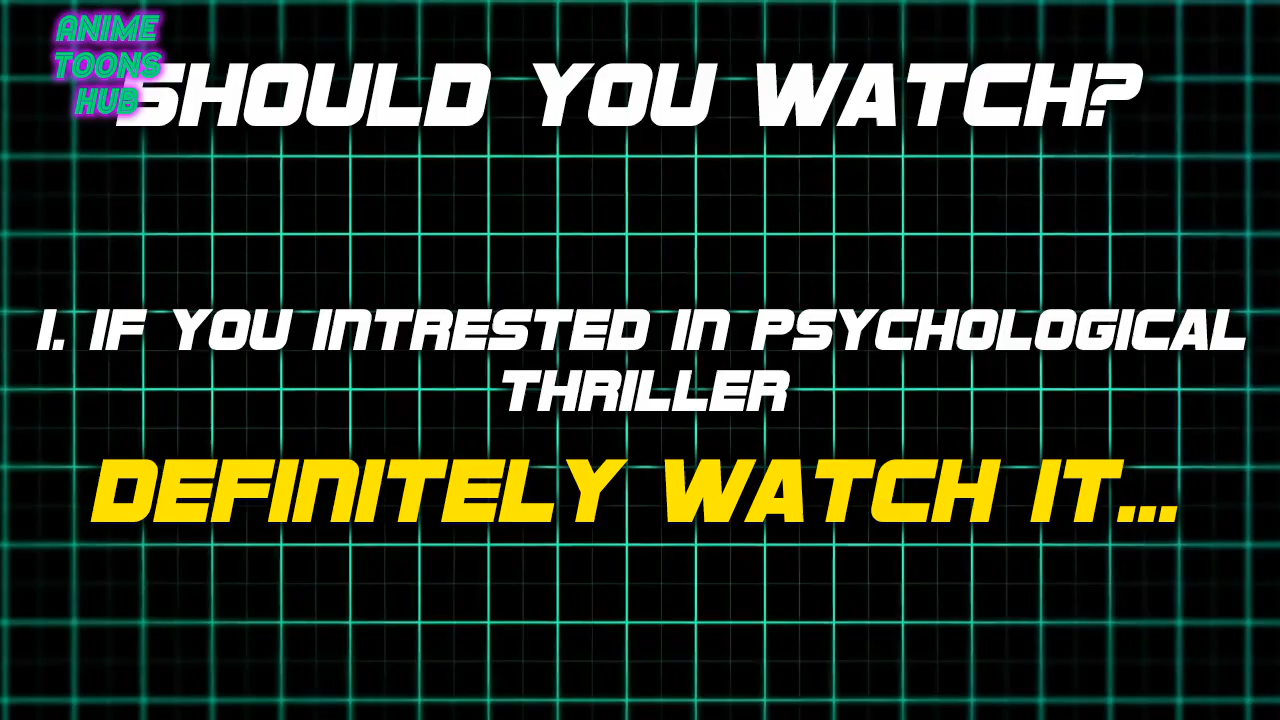 ANIME
TOONS
HUB
SHOULD YOU WATCH?
1. IF YOU INTRESTED IN PSYCHOLOGICAL
THRILLER
DEFINITELY WATCH IT...